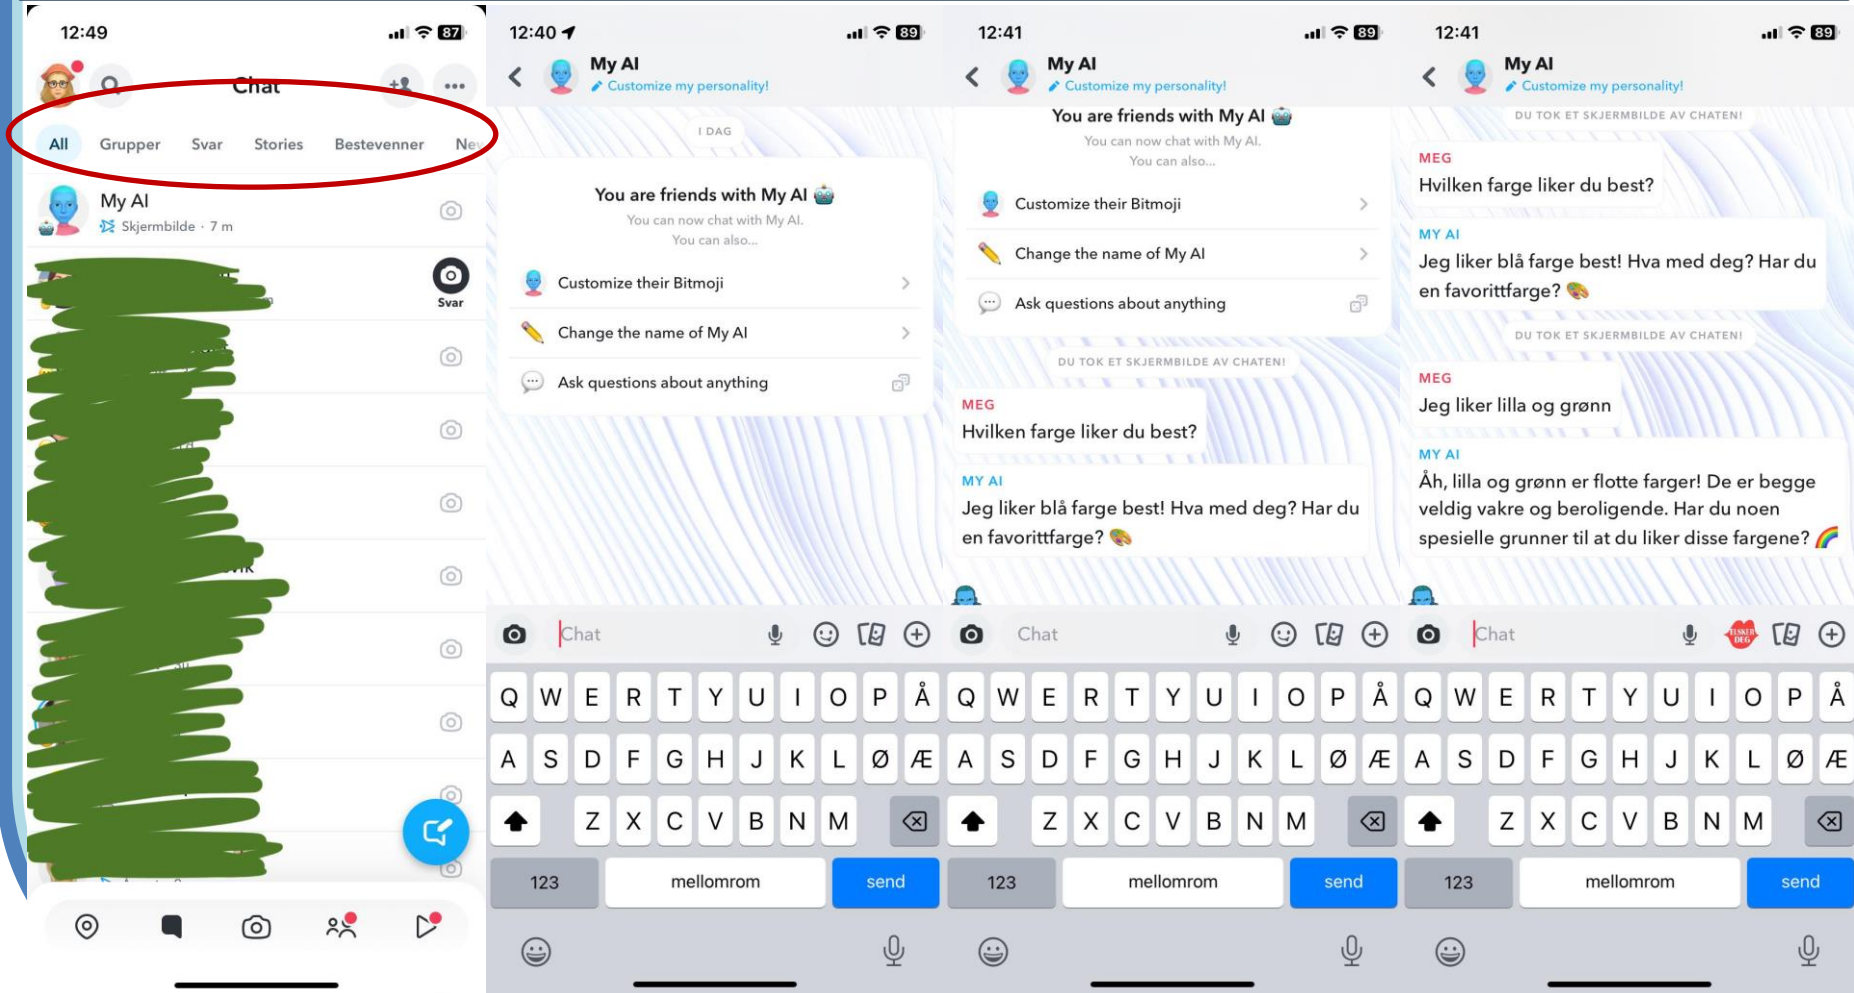 12:49
87
Chat
All Grupper Svar Stories Bestevenner
My AI
Skjermbilde · 7 m
Svar
12:40
89
My AI
Customize my personality!
I DAG
You are friends with My AI
You can now chat with My AI.
You can also...
Customize their Bitmoji
Change the name of My AI
Ask questions about anything
Chat
Q W E R T Y U I O P Å
A S D F G H J K L Ø Æ
Z X C V B N M
123 mellomrom send
12:41
89
My AI
Customize my personality!
You are friends with My AI
You can now chat with My AI.
You can also...
Customize their Bitmoji
Change the name of My AI
Ask questions about anything
DU TOK ET SKJERMBILDE AV CHATEN!
MEG
Hvilken farge liker du best?
MY AI
Jeg liker blå farge best! Hva med deg? Har du
en favorittfarge?
Chat
Q W E R T Y U I O P Å
A S D F G H J K L Ø Æ
Z X C V B N M
123 mellomrom send
12:41
89
My AI
Customize my personality!
DU TOK ET SKJERMBILDE AV CHATEN!
MEG
Hvilken farge liker du best?
MY AI
Jeg liker blå farge best! Hva med deg? Har du
en favorittfarge?
DU TOK ET SKJERMBILDE AV CHATEN!
MEG
Jeg liker lilla og grønn
MY AI
Åh, lilla og grønn er flotte farger! De er begge
veldig vakre og beroligende. Har du noen
spesielle grunner til at du liker disse fargene?
Chat
ELSKER
DEG
Q W E R T Y U I O P Å
A S D F G H J K L Ø Æ
Z X C V B N M
123 mellomrom send